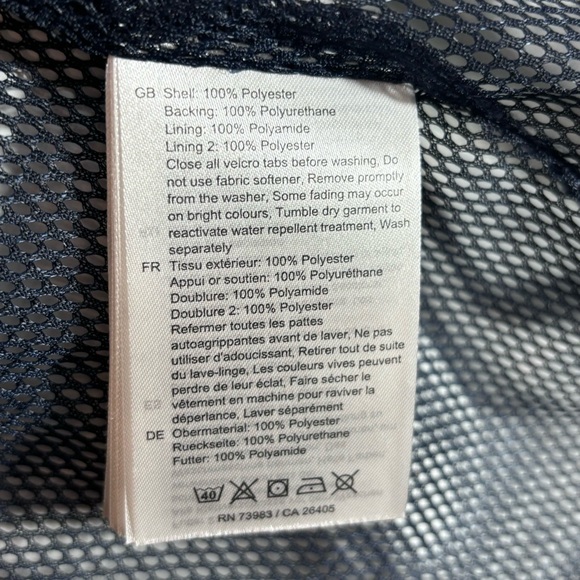 GB Shell: 100% Polyester
Backing: 100% Polyurethane
Lining: 100% Polyamide
Lining 2: 100% Polyester
Close all velcro tabs before washing, Do
not use fabric softener, Remove promptly
from the washer, Some fading may occur
on bright colours, Tumble dry garment to
reactivate water repellent treatment, Wash
separately
FR Tissu extérieur: 100% Polyester
Appui or soutien: 100% Polyuréthane
Doublure: 100% Polyamide
Doublure 2: 100% Polyester
Refermer toutes les pattes
autoagrippantes avant de laver, Ne pas
utiliser d'adoucissant, Retirer tout de suite
du lave-linge, Les couleurs vives peuvent
perdre de leur éclat, Faire sécher le
vêtement en machine pour raviver la
déperlance, Laver séparément
DE Obermaterial: 100% Polyester
Rueckseite: 100% Polyurethane
Futter: 100% Polyamide
40
RN 73983 / CA 26405